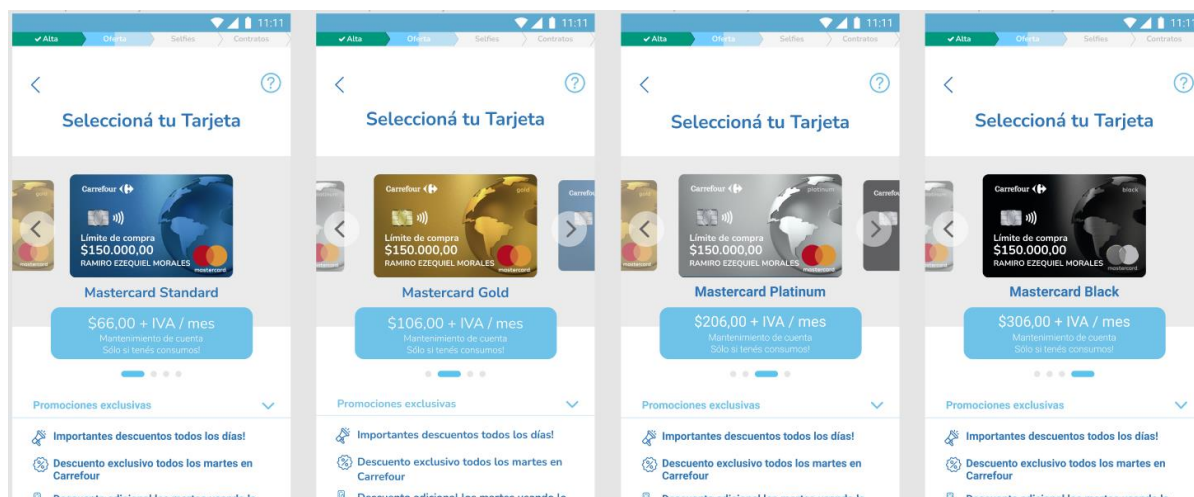 11:11
Alta Oferta Selfies Contratos
?
Seleccioná tu Tarjeta
gold
Carrefour
Límite de compra
$150.000,00
RAMIRO EZEQUIEL MORALES
mastercard
Mastercard Standard
$66,00 + IVA / mes
Mantenimiento de cuenta
Sólo si tenés consumos!
Promociones exclusivas
Importantes descuentos todos los días!
Descuento exclusivo todos los martes en
Carrefour
11:11
Alta Oferta Selfies Contratos
?
Seleccioná tu Tarjeta
Carrefour gold
Límite de compra
$150.000,00
RAMIRO EZEQUIEL MORALES
mastercard
Mastercard Gold
$106,00 + IVA / mes
Mantenimiento de cuenta
Sólo si tenés consumos!
Promociones exclusivas
Importantes descuentos todos los días!
Descuento exclusivo todos los martes en
Carrefour
11:11
Alta Oferta Selfies Contratos
?
Seleccioná tu Tarjeta
Carrefour platinum
Límite de compra
$150.000,00
RAMIRO EZEQUIEL MORALES
mastercard
Mastercard Platinum
$206,00 + IVA / mes
Mantenimiento de cuenta
Sólo si tenés consumos!
Promociones exclusivas
Importantes descuentos todos los días!
Descuento exclusivo todos los martes en
Carrefour
11:11
Alta Oferta Selfies Contratos
?
Seleccioná tu Tarjeta
Carrefour black
Límite de compra
$150.000,00
RAMIRO EZEQUIEL MORALES
mastercard
Mastercard Black
$306,00 + IVA / mes
Mantenimiento de cuenta
Sólo si tenés consumos!
Promociones exclusivas
Importantes descuentos todos los días!
Descuento exclusivo todos los martes en
Carrefour